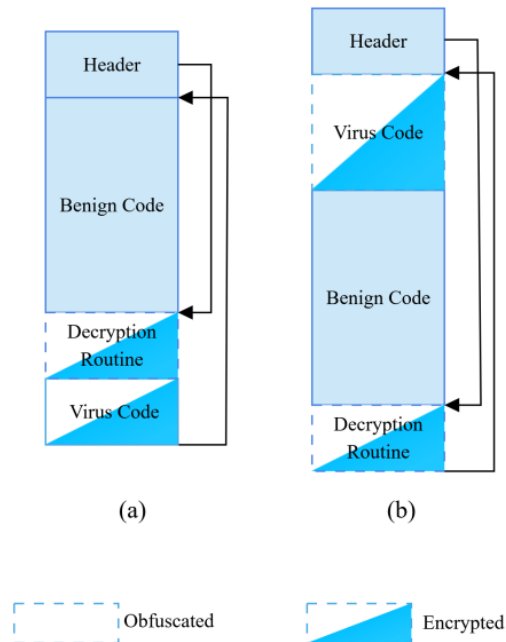 Header
Benign Code
Decryption
Routine
Virus Code
(a)
Header
Virus Code
Benign Code
Decryption
Routine
(b)
Obfuscated
Encrypted